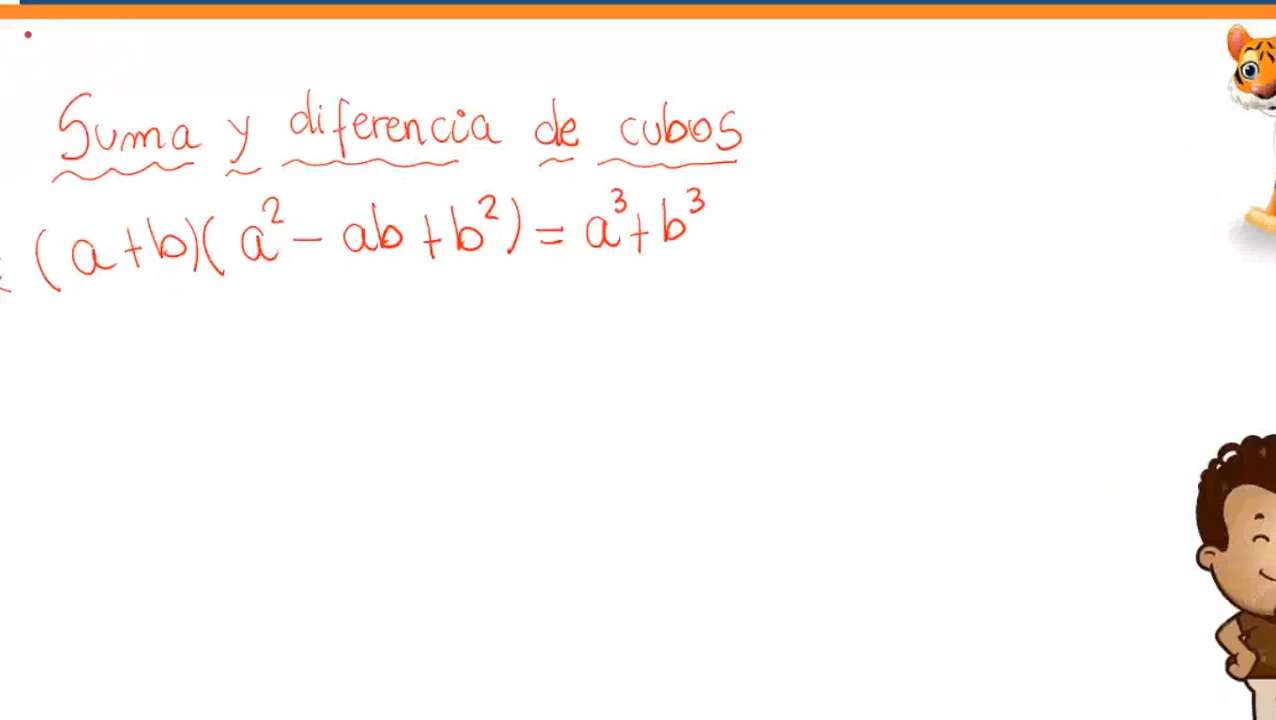 Suma y diferencia de cubos
(a+b)(a² - ab + b²) = a³ + b³